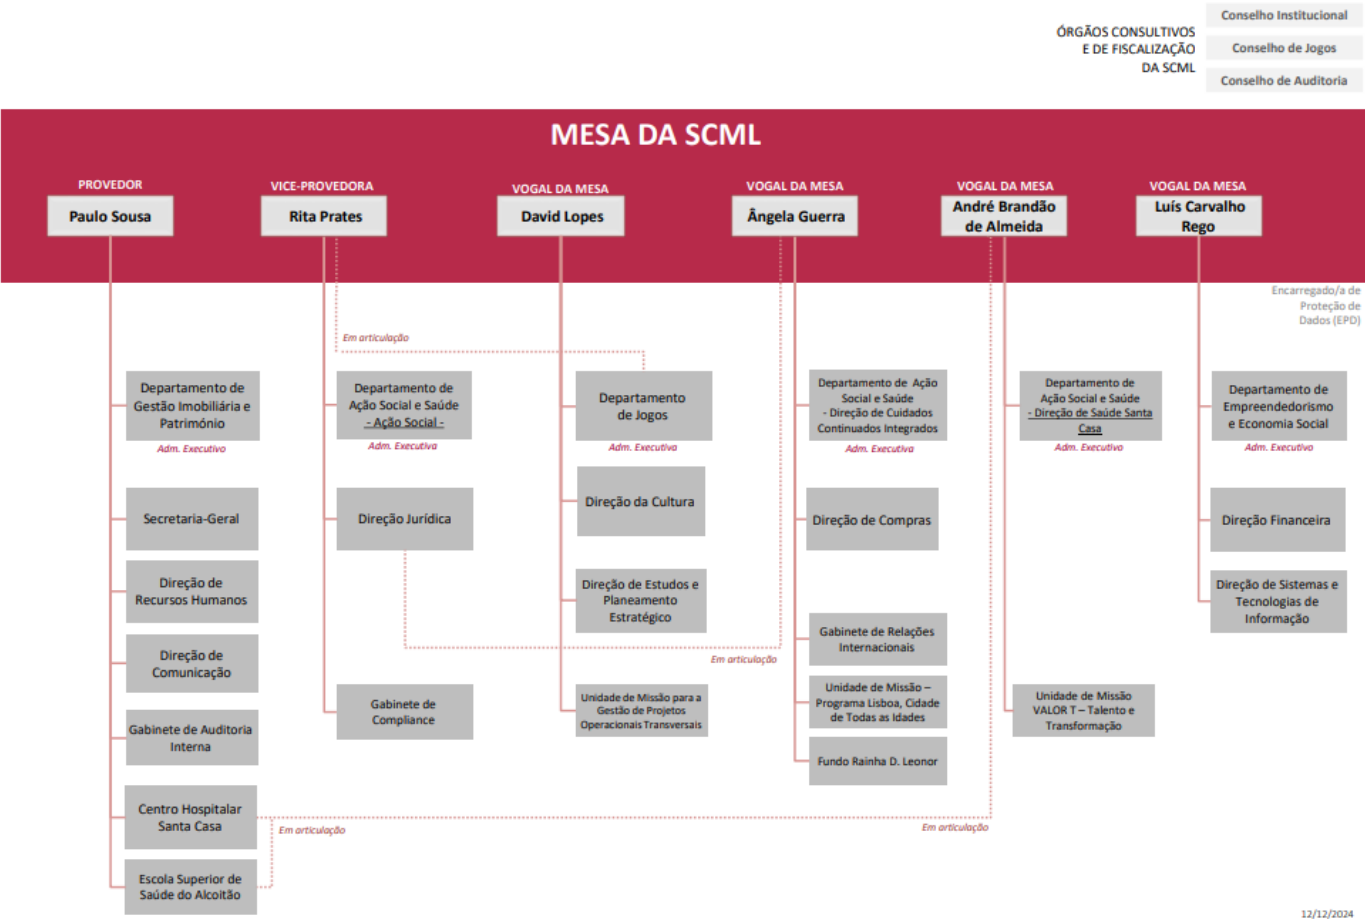 Conselho Institucional
ÓRGÃOS CONSULTIVOS
E DE FISCALIZAÇÃO
DA SCML
Conselho de Jogos
Conselho de Auditoria
MESA DA SCML
PROVEDOR
Paulo Sousa
VICE-PROVEDORA
Rita Prates
VOGAL DA MESA
David Lopes
VOGAL DA MESA
Ângela Guerra
VOGAL DA MESA
André Brandão
de Almeida
VOGAL DA MESA
Luís Carvalho
Rego
Encarregado/a de
Proteção de
Dados (EPD)
Em articulação
Departamento de
Gestão Imobiliária e
Património
Adm. Executivo
Secretaria-Geral
Direção de
Recursos Humanos
Direção de
Comunicação
Gabinete de Auditoria
Interna
Centro Hospitalar
Santa Casa
Escola Superior de
Saúde do Alcoitão
Em articulação
Departamento de
Ação Social e Saúde
- Ação Social -
Adm. Executiva
Direção Jurídica
Gabinete de
Compliance
Departamento
de Jogos
Adm. Executivo
Direção da Cultura
Direção de Estudos e
Planeamento
Estratégico
Unidade de Missão para a
Gestão de Projetos
Operacionais Transversais
Em articulação
Departamento de Ação
Social e Saúde
- Direção de Cuidados
Continuados Integrados
Adm. Executiva
Direção de Compras
Gabinete de Relações
Internacionais
Unidade de Missão –
Programa Lisboa, Cidade
de Todas as Idades
Fundo Rainha D. Leonor
Em articulação
Departamento de
Ação Social e Saúde
- Direção de Saúde Santa
Casa
Adm. Executivo
Unidade de Missão
VALOR T – Talento e
Transformação
Departamento de
Empreendedorismo
e Economia Social
Adm. Executivo
Direção Financeira
Direção de Sistemas e
Tecnologias de
Informação
12/12/2024